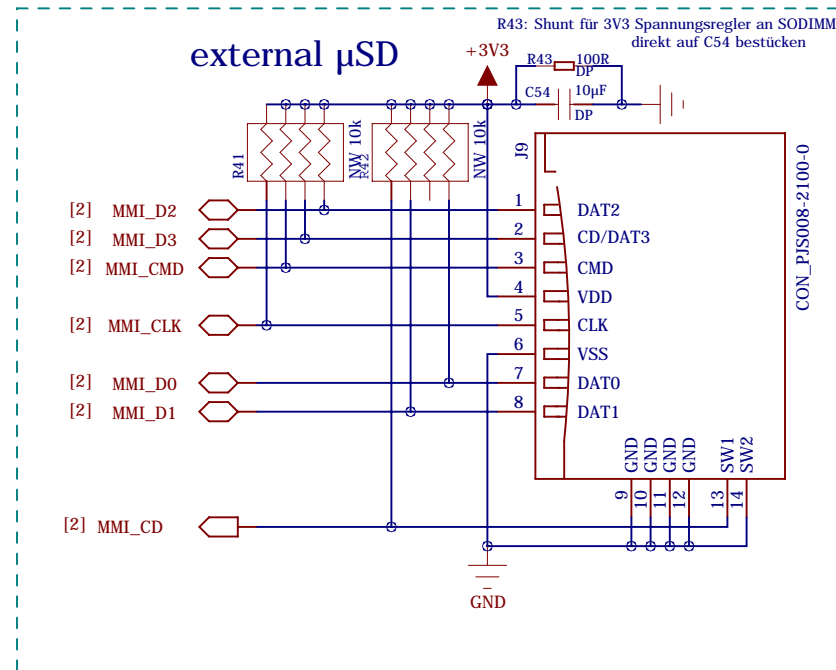 R43: Shunt für 3V3 Spannungsregler an SODIMM
direkt auf C54 bestücken
external µSD
+3V3
R43 100R
DP
C54 10µF
DP
R41
NW 10k
R42
NW 10k
J9
CON_PJS008-2100-0
[2] MMI_D2 1 DAT2
[2] MMI_D3 2 CD/DAT3
[2] MMI_CMD 3 CMD
4 VDD
[2] MMI_CLK 5 CLK
6 VSS
[2] MMI_D0 7 DAT0
[2] MMI_D1 8 DAT1
GND GND GND GND SW1 SW2
9 10 11 12 13 14
[2] MMI_CD
GND